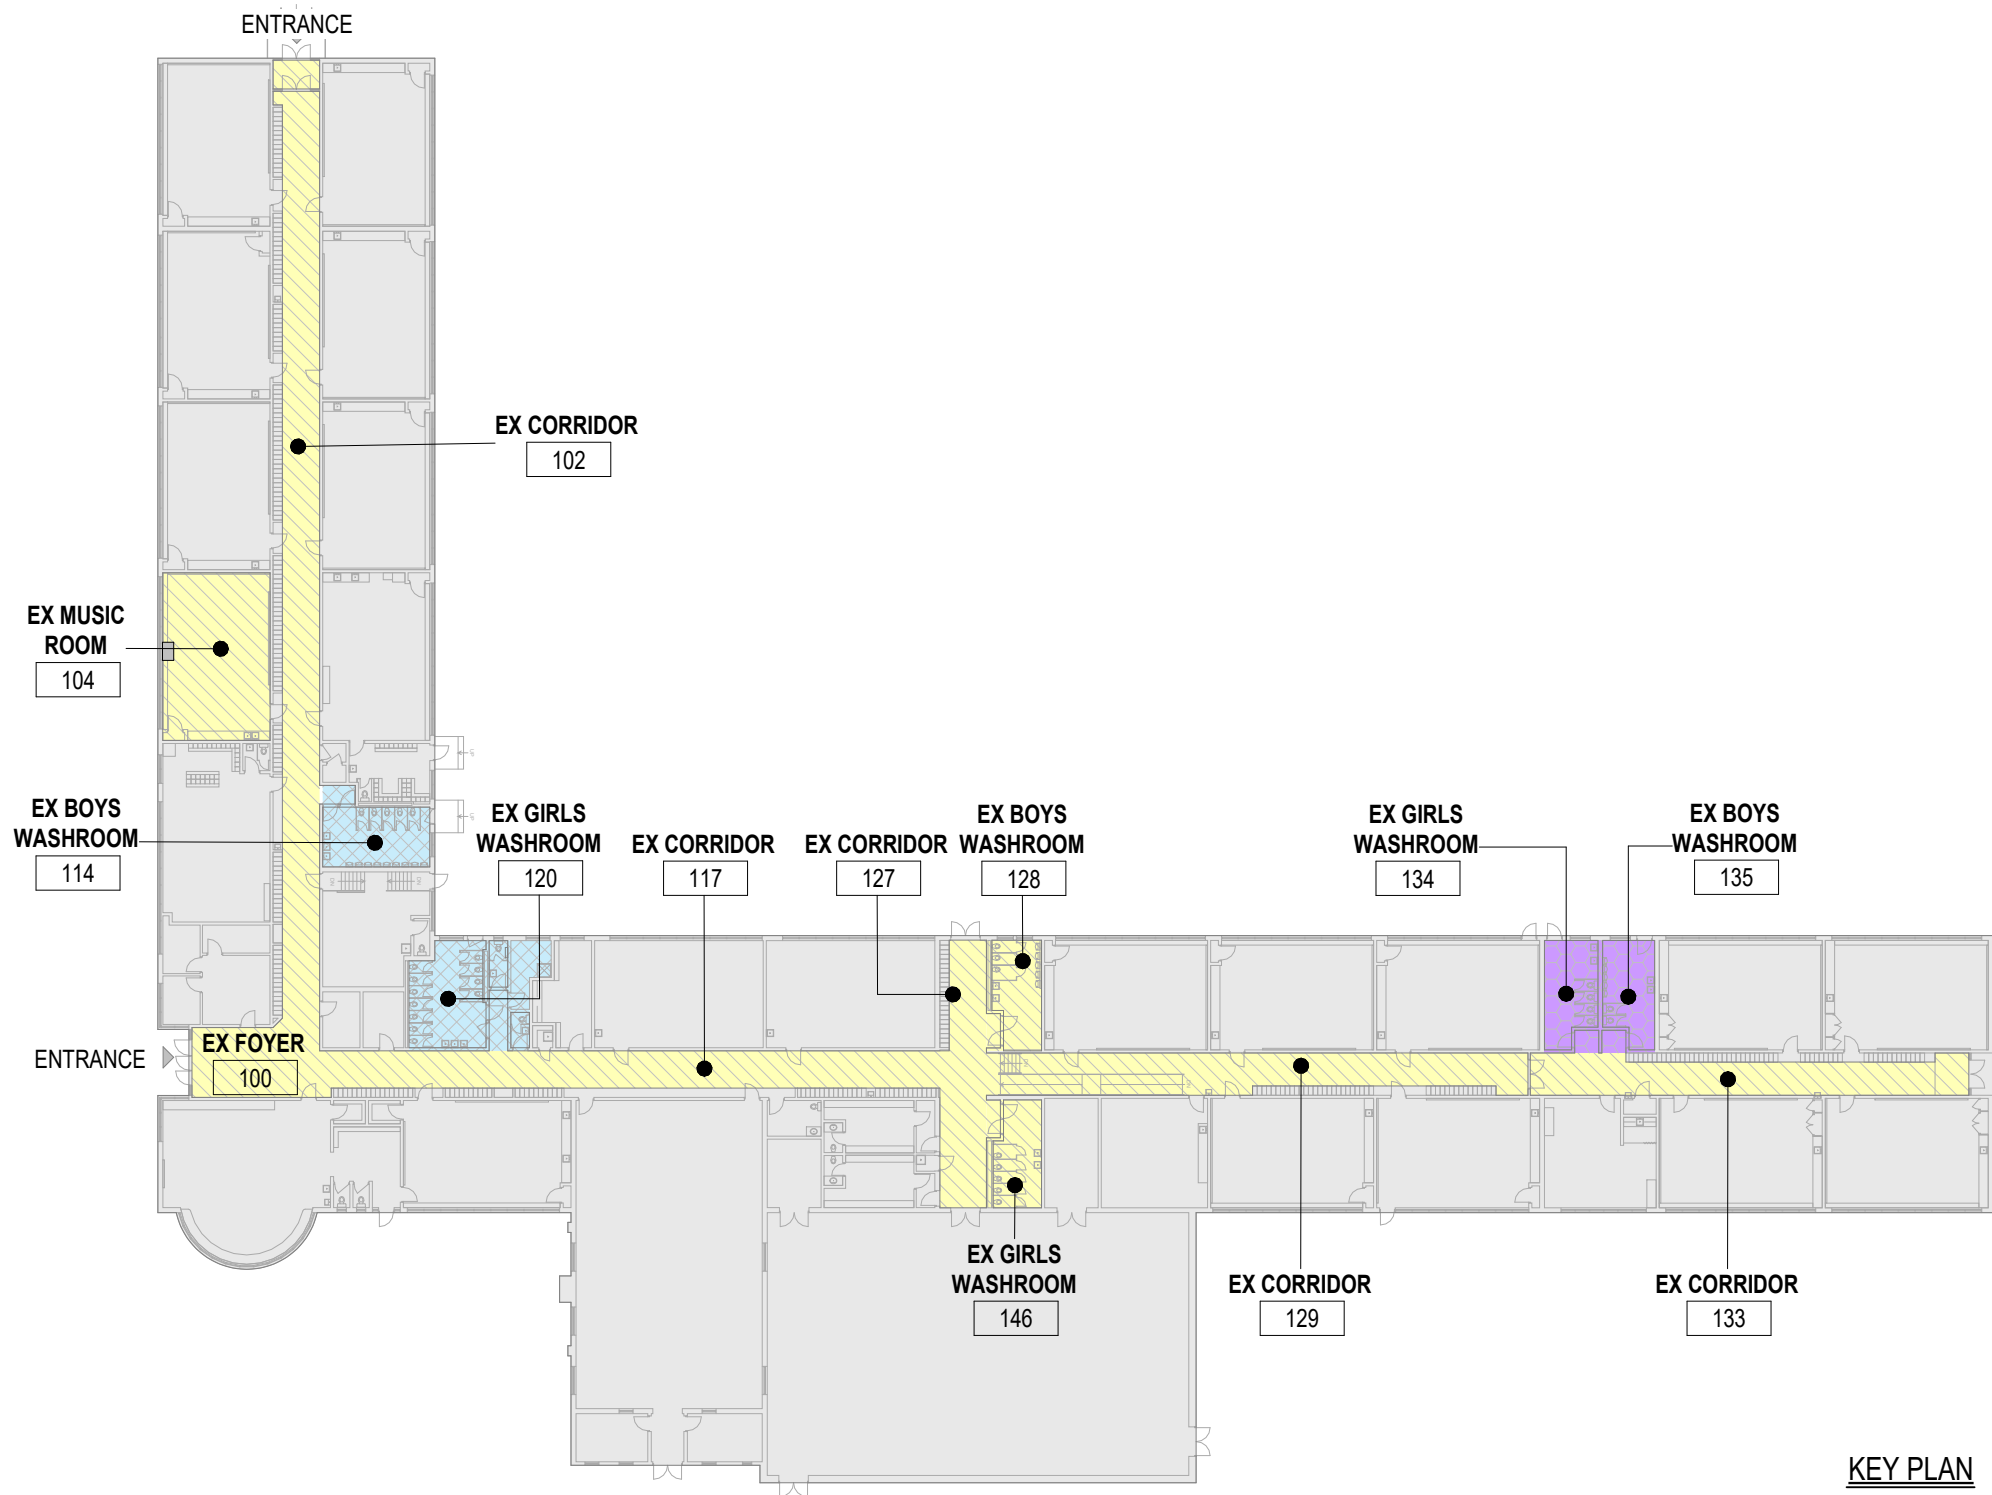 ENTRANCE
EX CORRIDOR
102
EX MUSIC
ROOM
104
EX BOYS
WASHROOM
114
EX GIRLS
WASHROOM
120
EX CORRIDOR
117
EX CORRIDOR
127
EX BOYS
WASHROOM
128
EX GIRLS
WASHROOM
134
EX BOYS
WASHROOM
135
ENTRANCE
EX FOYER
100
EX GIRLS
WASHROOM
146
EX CORRIDOR
129
EX CORRIDOR
133
KEY PLAN